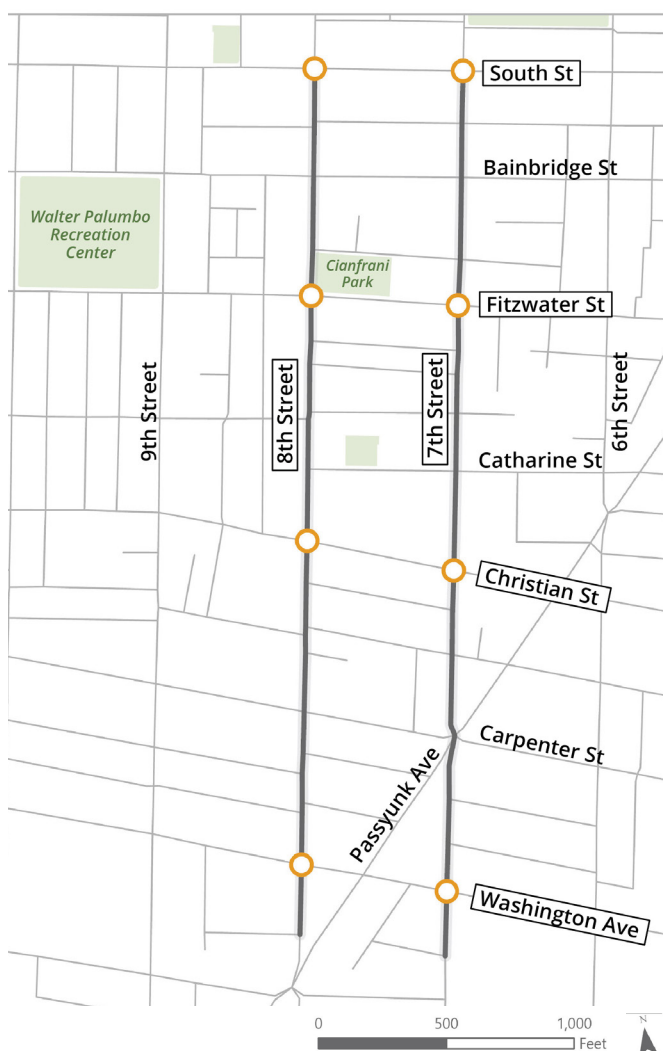 South St
Bainbridge St
Walter Palumbo
Recreation
Center
Cianfrani
Park
Fitzwater St
9th Street
8th Street
7th Street
6th Street
Catharine St
Christian St
Carpenter St
Passyunk Ave
Washington Ave
0
500
1,000
Feet
N